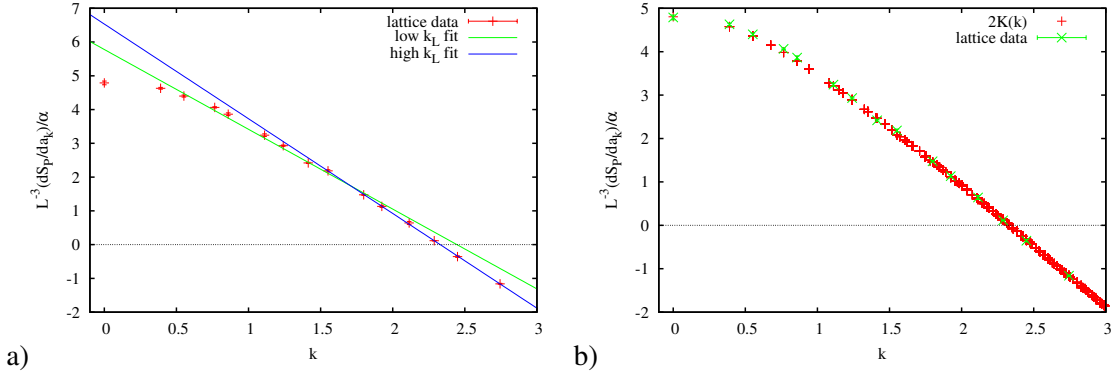 L⁻³(dS_P/da_k)/α
7
6
5
4
3
2
1
0
-1
-2
lattice data
low k_L fit
high k_L fit
0 0.5 1 1.5 2 2.5 3
k
a)
L⁻³(dS_P/da_k)/α
5
4
3
2
1
0
-1
-2
2K(k)
lattice data
0 0.5 1 1.5 2 2.5 3
k
b)